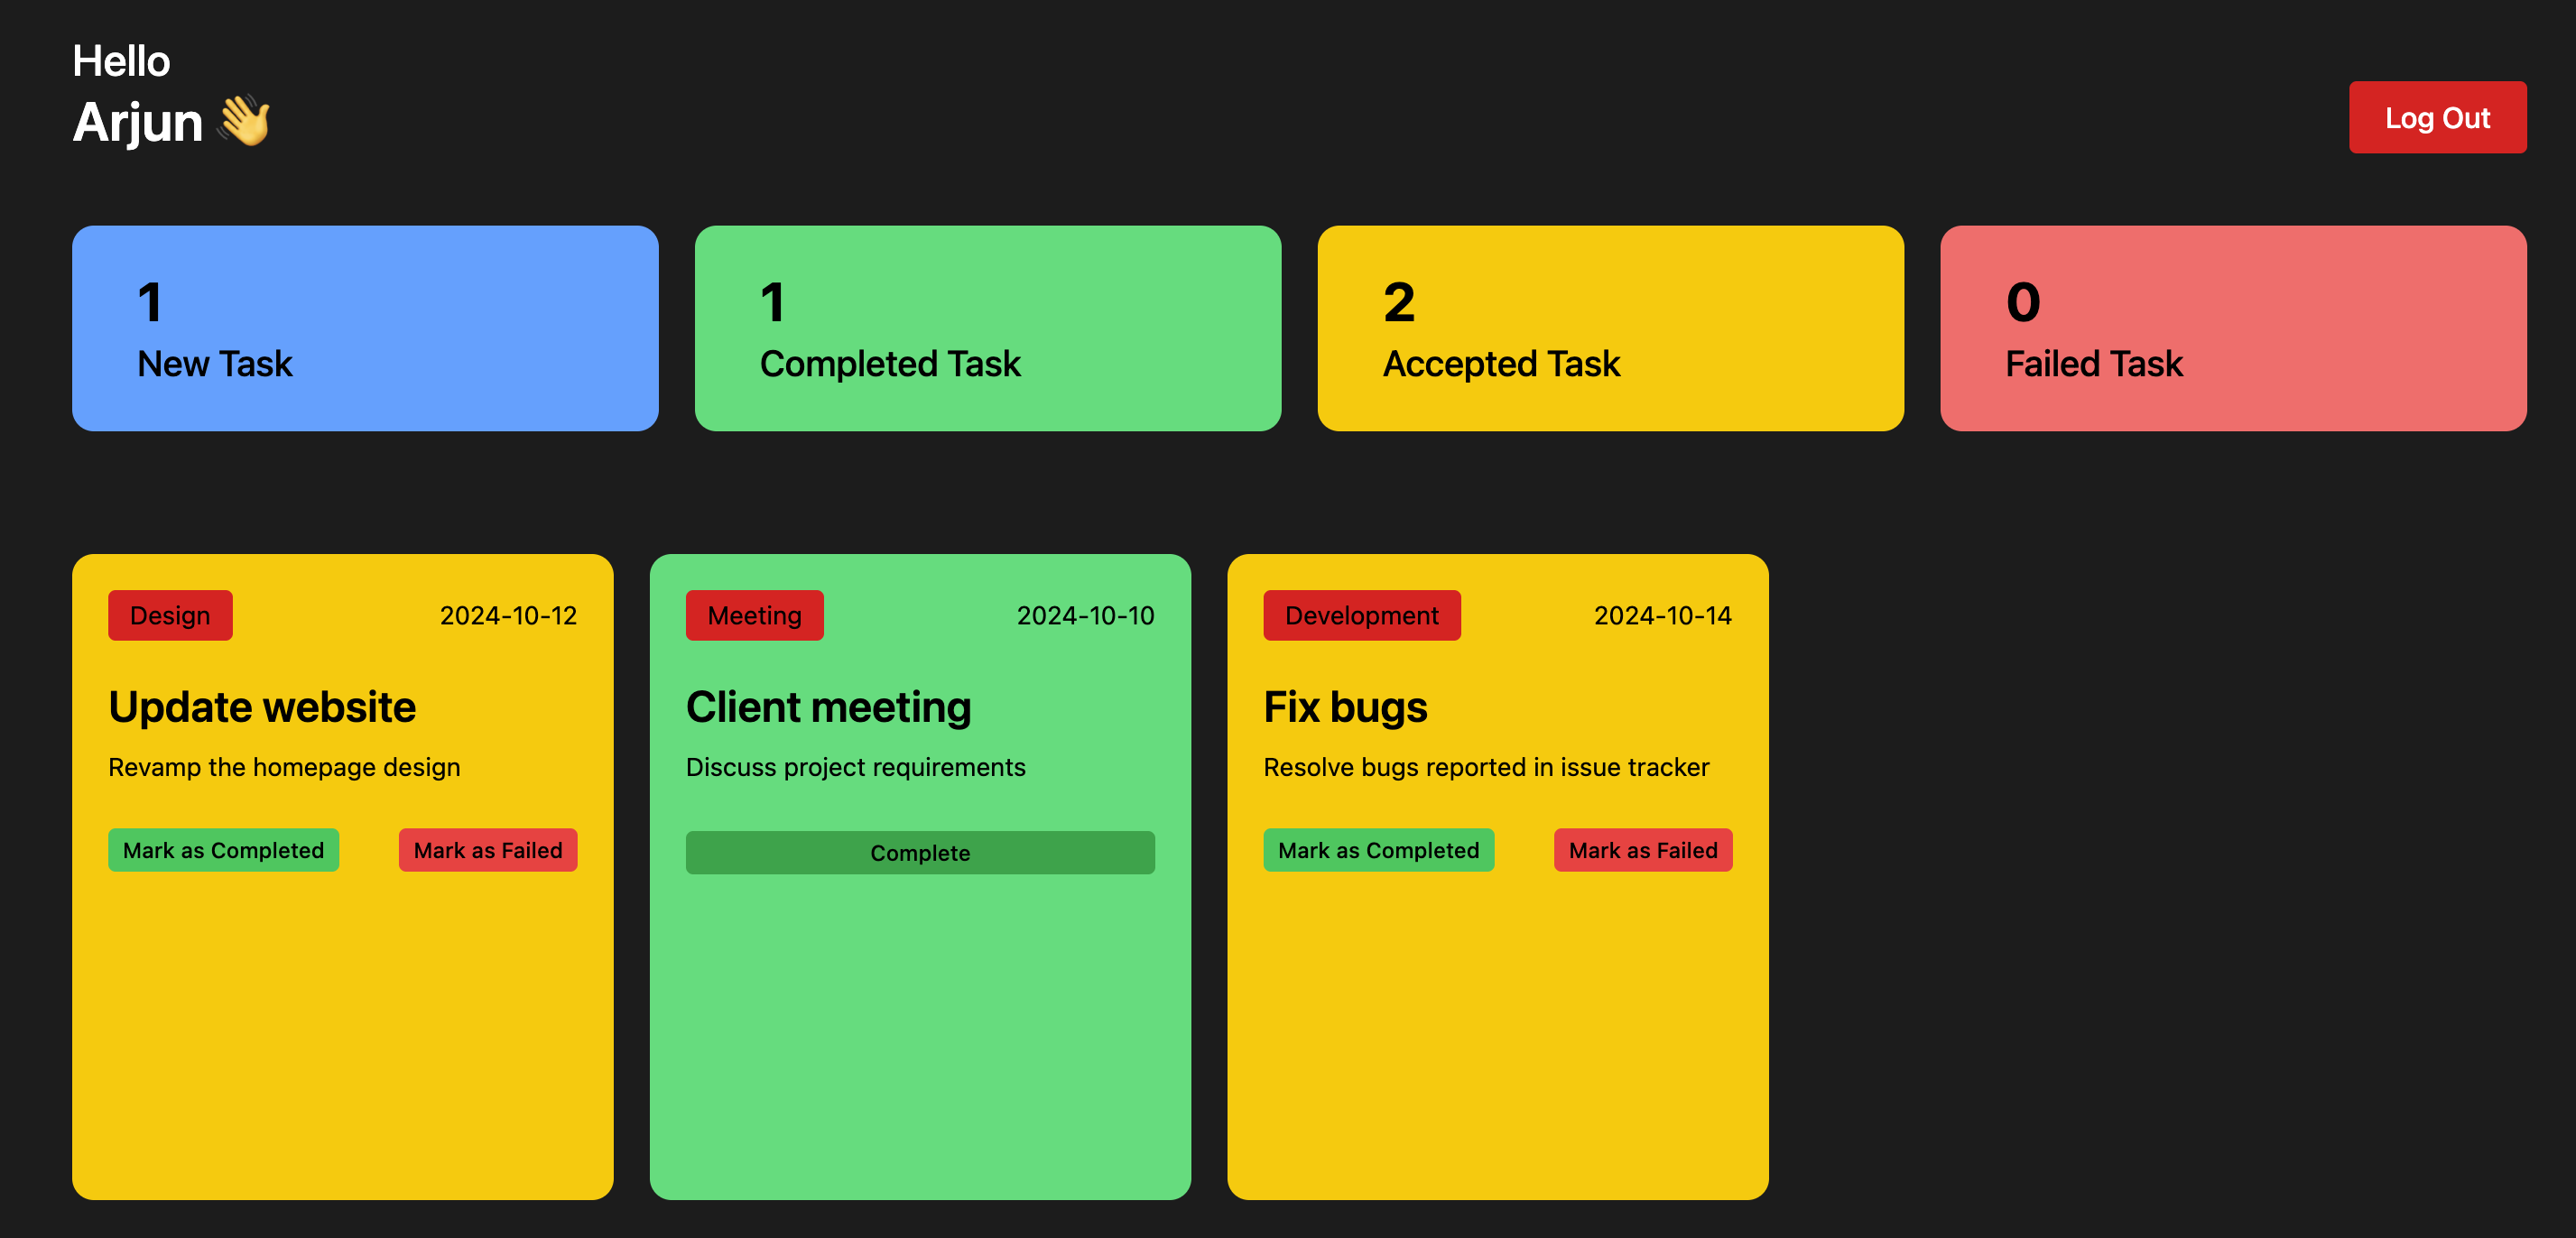 Hello
Arjun 👋
Log Out
1
New Task
1
Completed Task
2
Accepted Task
0
Failed Task
Design
2024-10-12
Update website
Revamp the homepage design
Mark as Completed
Mark as Failed
Meeting
2024-10-10
Client meeting
Discuss project requirements
Complete
Development
2024-10-14
Fix bugs
Resolve bugs reported in issue tracker
Mark as Completed
Mark as Failed